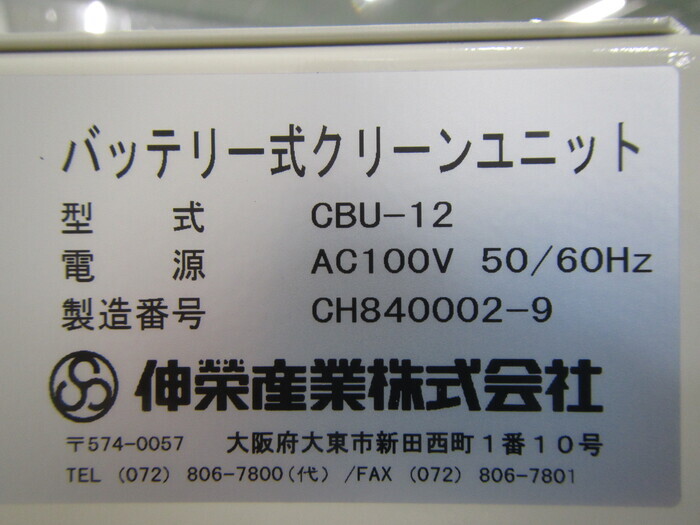 バッテリー式クリーンユニット
型　式　CBU-12
電　源　AC100V 50/60Hz
製造番号　CH840002-9
伸榮産業株式会社
〒574-0057　大阪府大東市新田西町1番10号
TEL (072) 806-7800(代) /FAX (072) 806-7801